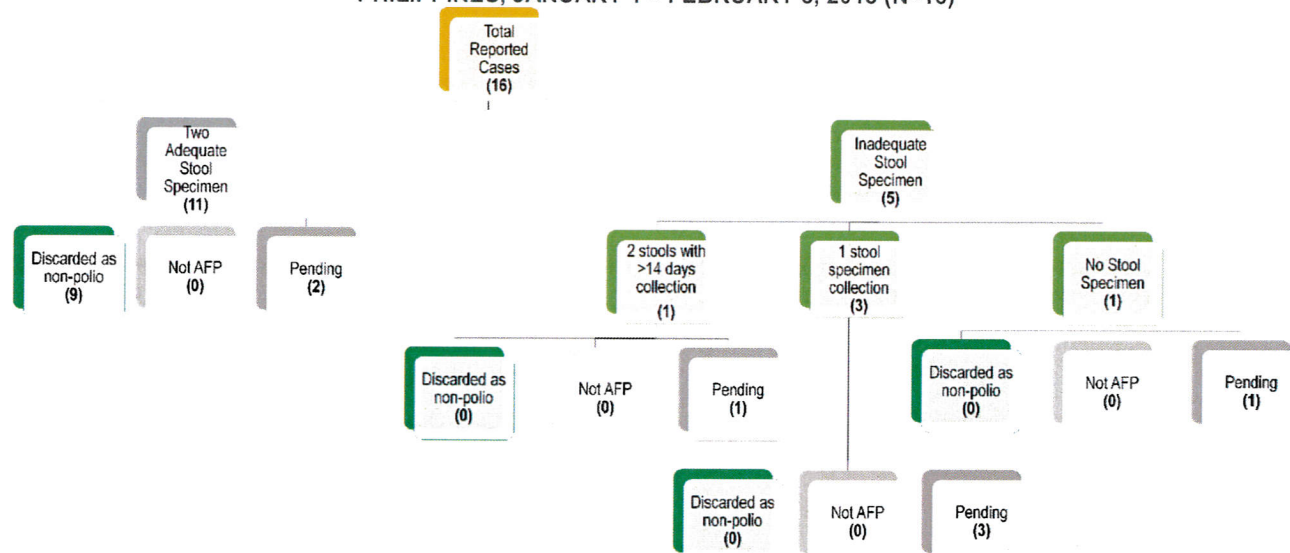 PHILIPPINES, JANUARY FEBRUARY
Total
Reported
Cases
(16)
Two
Adequate
Stool
Specimen
(11)
Inadequate
Stool
Specimen
(5)
Discarded as
non-polio
(9)
Not AFP
(0)
Pending
(2)
2 stools with
>14 days
collection
(1)
1 stool
specimen
collection
(3)
No Stool
Specimen
(1)
Discarded as
non-polio
(0)
Not AFP
(0)
Pending
(1)
Discarded as
non-polio
(0)
Not AFP
(0)
Pending
(1)
Discarded as
non-polio
(0)
Not AFP
(0)
Pending
(3)